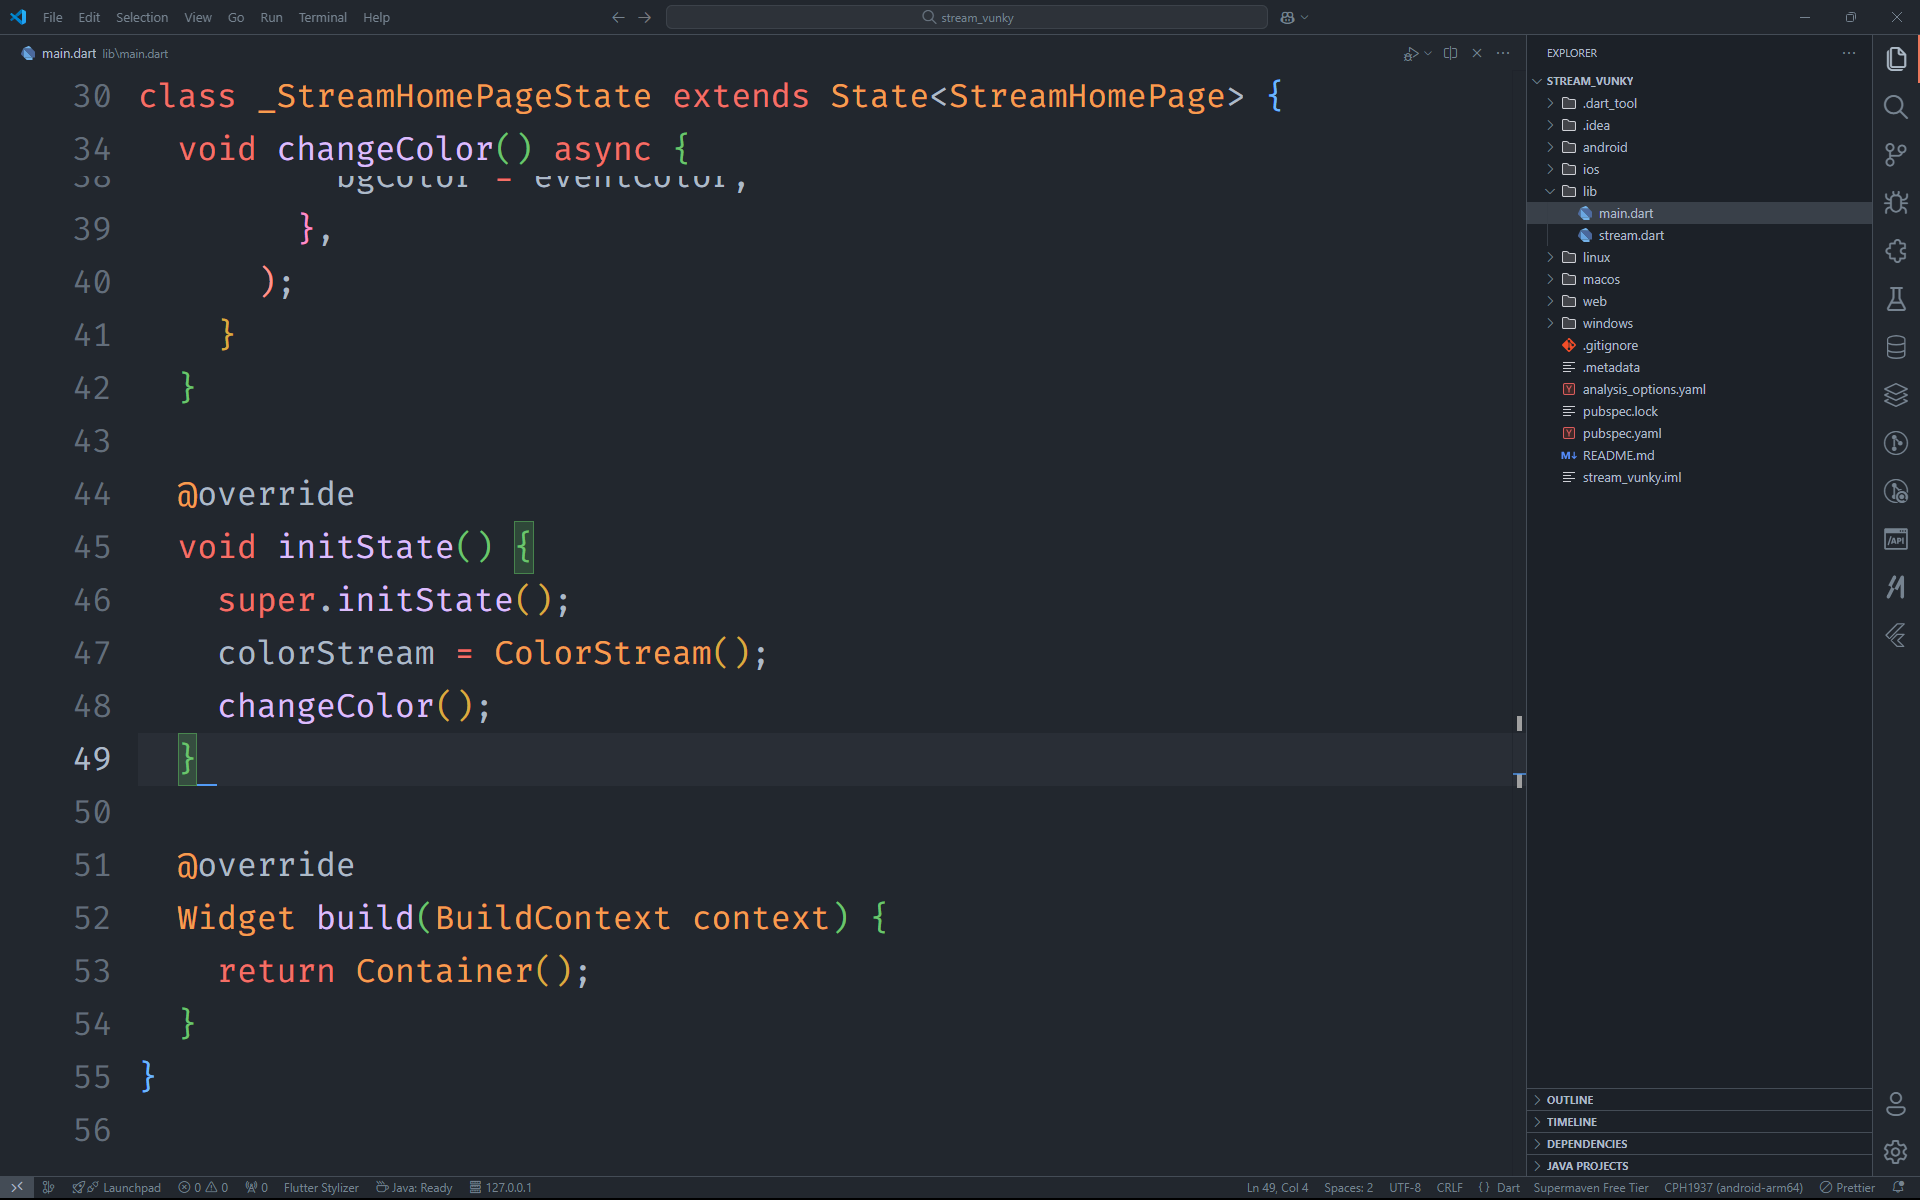 File Edit Selection View Go Run Terminal Help
stream_vunky
main.dart lib\main.dart
30 class _StreamHomePageState extends State<StreamHomePage> {
34 void changeColor() async {
38 bgColor = eventColor;
39 },
40 );
41 }
42 }
43
44 @override
45 void initState() {
46 super.initState();
47 colorStream = ColorStream();
48 changeColor();
49 }
50
51 @override
52 Widget build(BuildContext context) {
53 return Container();
54 }
55 }
56
EXPLORER
STREAM_VUNKY
.dart_tool
.idea
android
ios
lib
main.dart
stream.dart
linux
macos
web
windows
.gitignore
.metadata
analysis_options.yaml
pubspec.lock
pubspec.yaml
README.md
stream_vunky.iml
OUTLINE
TIMELINE
DEPENDENCIES
JAVA PROJECTS
Launchpad 0 0 0 Flutter Stylizer Java: Ready 127.0.0.1
Ln 49, Col 4 Spaces: 2 UTF-8 CRLF { } Dart Supermaven Free Tier CPH1937 (android-arm64) Prettier